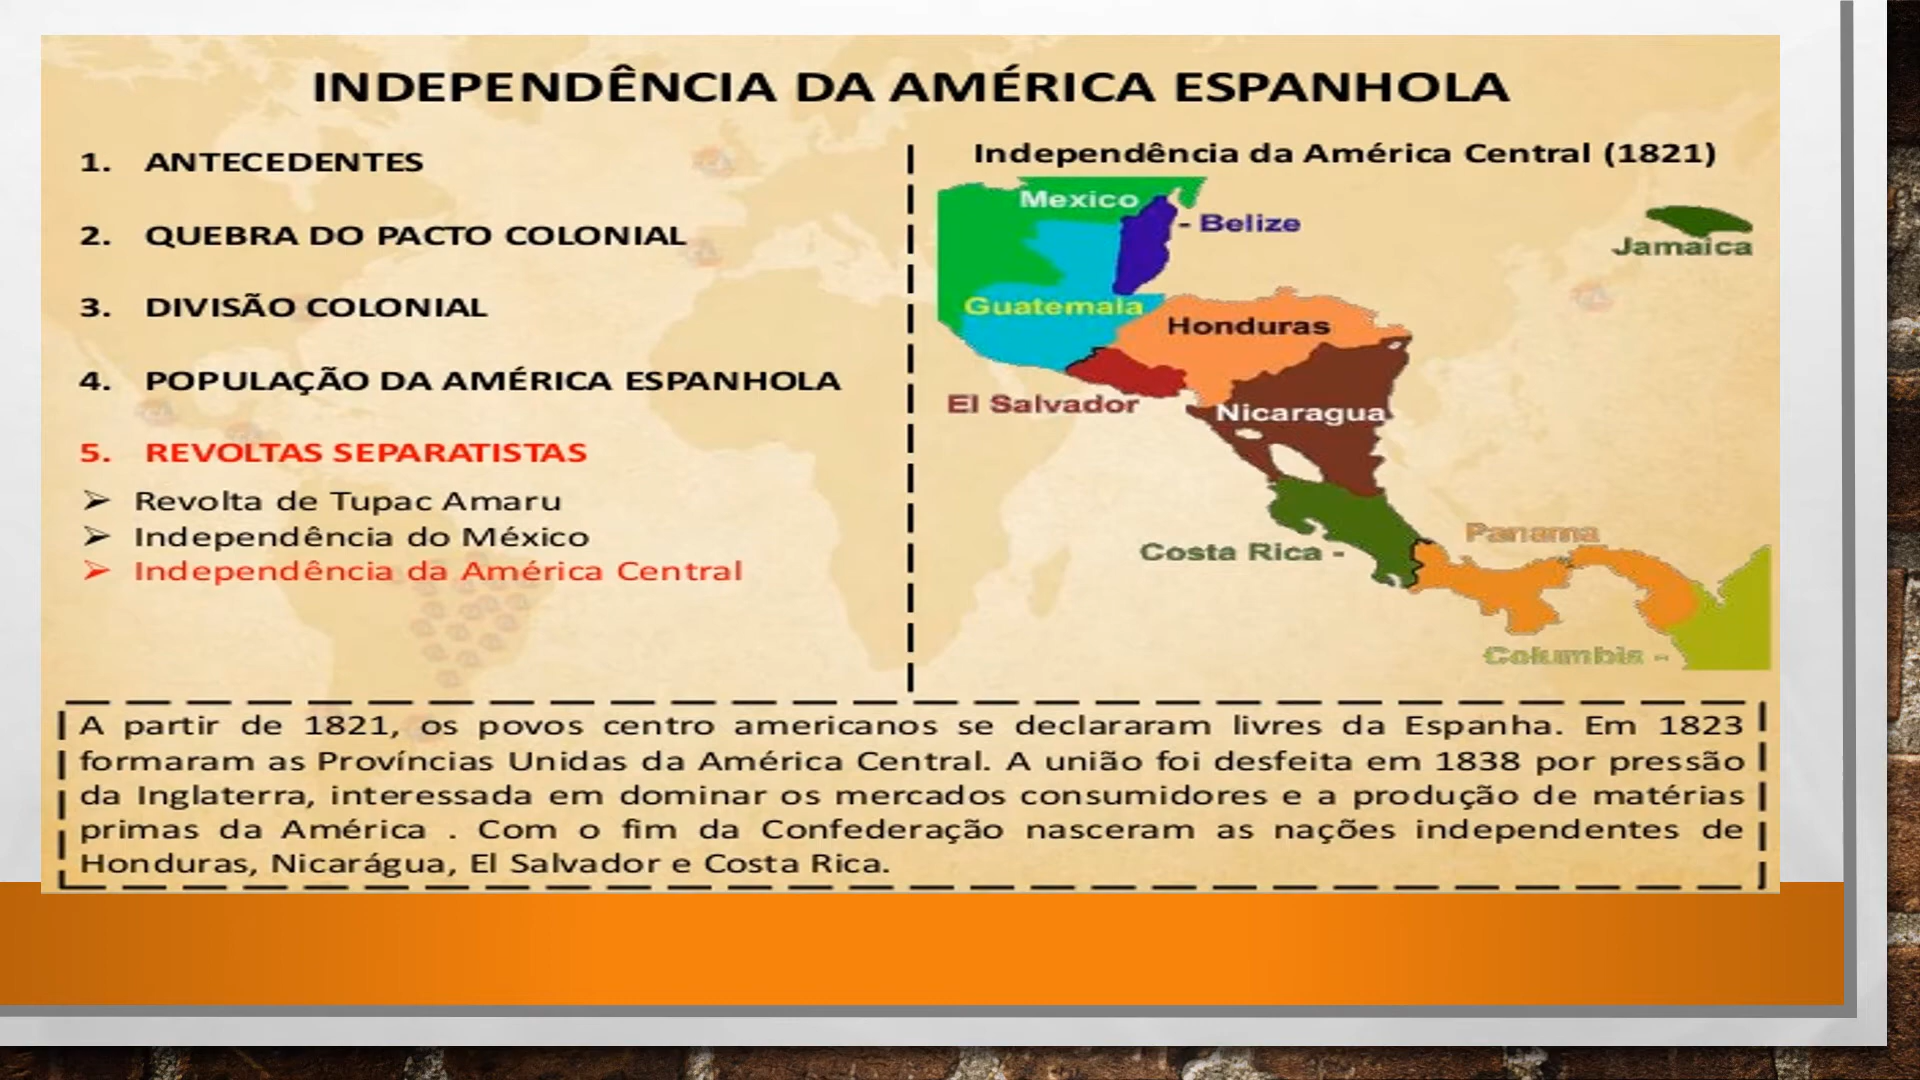 INDEPENDÊNCIA DA AMÉRICA ESPANHOLA
1. ANTECEDENTES
2. QUEBRA DO PACTO COLONIAL
3. DIVISÃO COLONIAL
4. POPULAÇÃO DA AMÉRICA ESPANHOLA
5. REVOLTAS SEPARATISTAS
➢ Revolta de Tupac Amaru
➢ Independência do México
➢ Independência da América Central
Independência da América Central (1821)
Mexico
- Belize
Jamaica
Guatemala
Honduras
El Salvador
Nicaragua
Costa Rica -
Panama
Columbia -
A partir de 1821, os povos centro americanos se declararam livres da Espanha. Em 1823
formaram as Províncias Unidas da América Central. A união foi desfeita em 1838 por pressão
da Inglaterra, interessada em dominar os mercados consumidores e a produção de matérias
primas da América . Com o fim da Confederação nasceram as nações independentes de
Honduras, Nicarágua, El Salvador e Costa Rica.